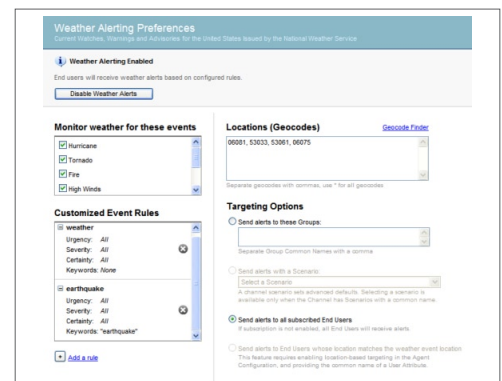 Weather Alerting Preferences
Current Watches, Warnings and Advisories for the United States issued by the National Weather Service
Weather Alerting Enabled
End users will receive weather alerts based on configured rules.
Disable Weather Alerts
Monitor weather for these events
Hurricane
Tornado
Fire
High Winds
Customized Event Rules
weather
Urgency: All
Severity: All
Certainty: All
Keywords: None
earthquake
Urgency: All
Severity: All
Certainty: All
Keywords: "earthquake"
Add a rule
Locations (Geocodes)
Geocode Finder
06081, 53033, 53061, 06075
Separate geocodes with commas, use * for all geocodes
Targeting Options
Send alerts to these Groups:
Separate Group Common Names with a comma
Send alerts with a Scenario:
Select a Scenario
A channel scenario sets advanced defaults. Selecting a scenario is
available only when the Channel has Scenarios with a common name.
Send alerts to all subscribed End Users
If subscription is not enabled, all End Users will receive alerts.
Send alerts to End Users whose location matches the weather event location
This feature requires enabling location-based targeting in the Agent
Configuration, and providing the common name of a User Attribute.